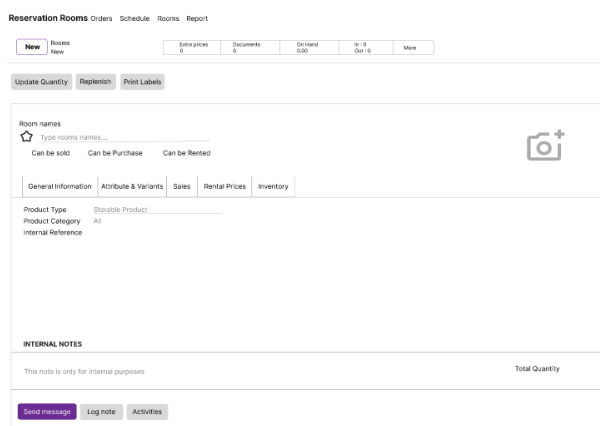 Reservation Rooms Orders Schedule Rooms Report
New Rooms New
Extra prices 0 Documents 0 On Hand 0.00 In : 0 Out : 0 More
Update Quantity Replenish Print Labels
Room names
Type rooms names....
Can be sold Can be Purchase Can be Rented
General Information Attribute & Variants Sales Rental Prices Inventory
Product Type Storable Product
Product Category All
Internal Reference
INTERNAL NOTES
This note is only for internal purposes Total Quantity
Send message Log note Activities